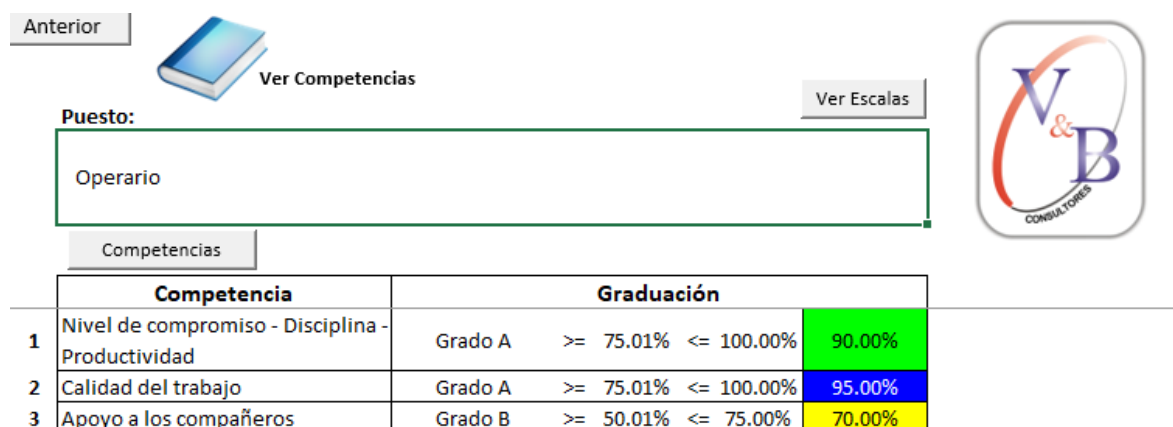 Anterior
Ver Competencias
Ver Escalas
Puesto:
Operario
V&B
CONSULTORES
Competencias
Competencia Graduación
1 Nivel de compromiso - Disciplina -
Productividad Grado A >= 75.01% <= 100.00% 90.00%
2 Calidad del trabajo Grado A >= 75.01% <= 100.00% 95.00%
3 Apoyo a los compañeros Grado B >= 50.01% <= 75.00% 70.00%